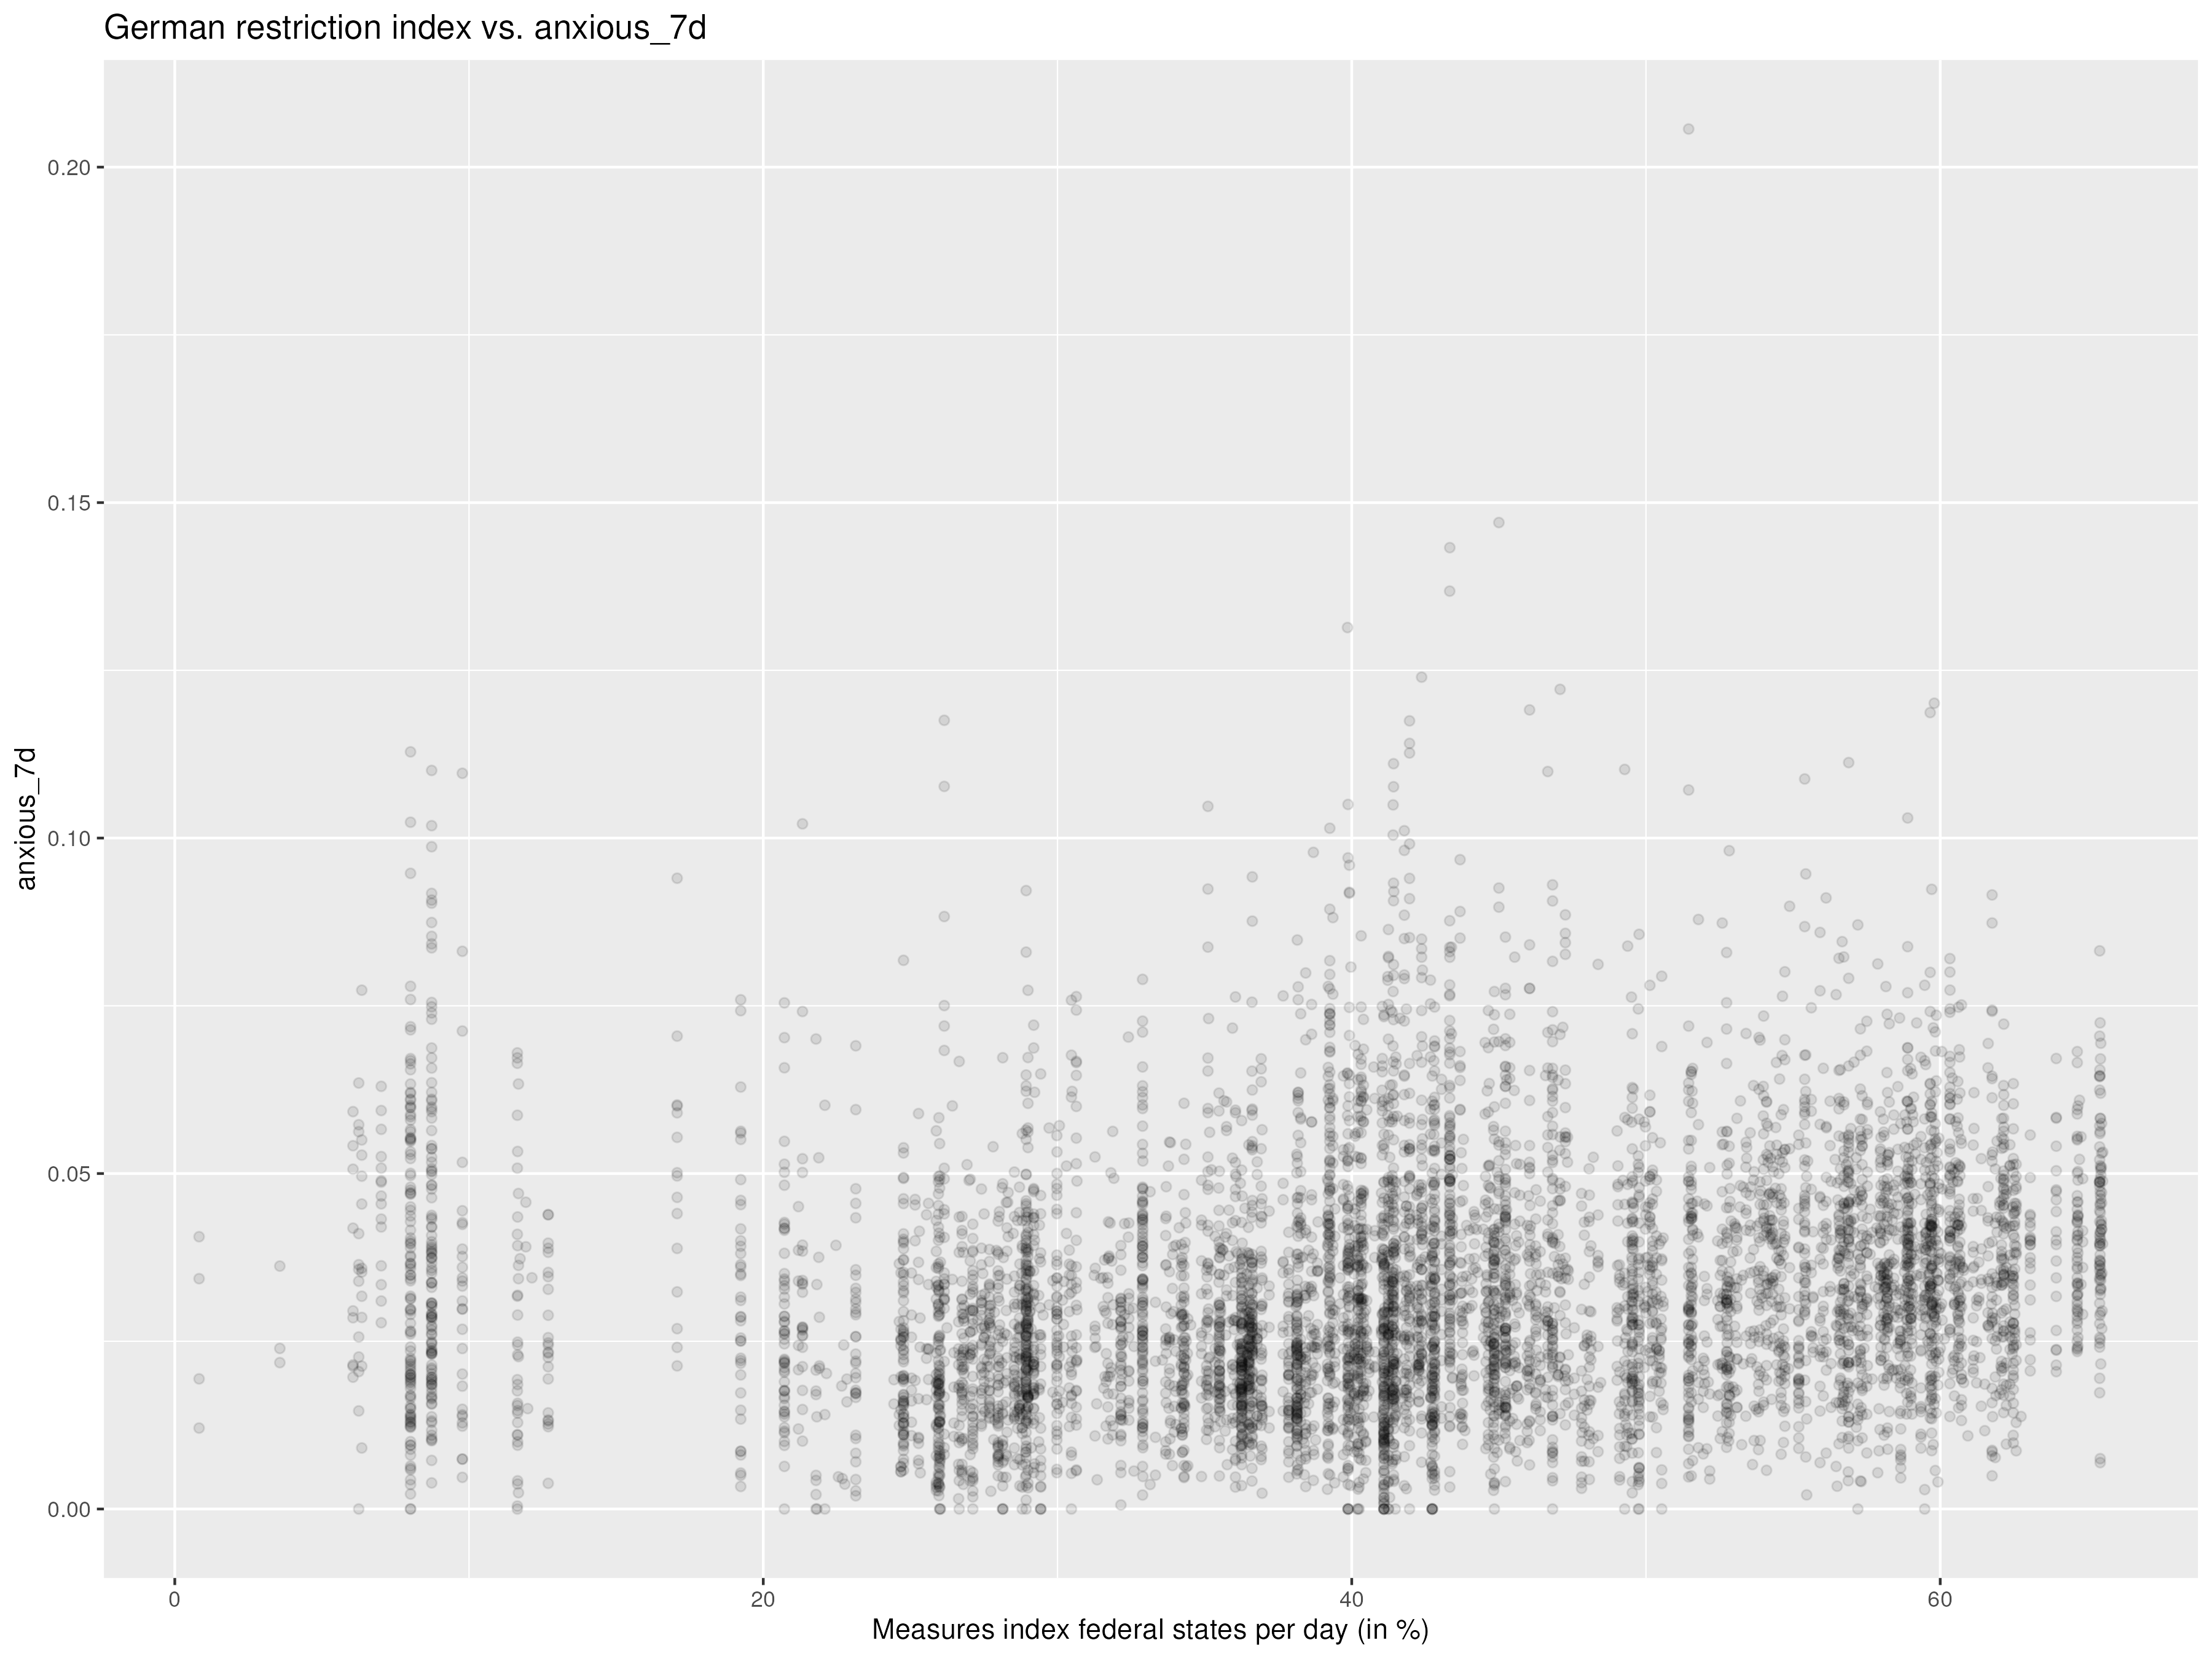 German restriction index vs. anxious_7d
0.20
0.15
0.10
0.05
0.00
anxious_7d
0 20 40 60
Measures index federal states per day (in %)